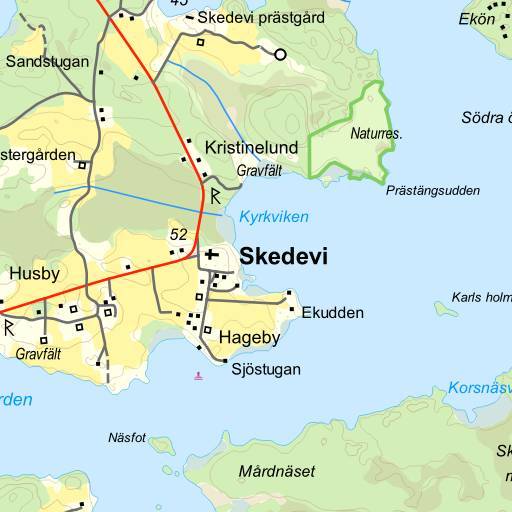 45
Skedevi prästgård
Ekön
Sandstugan
Södra ö
Naturres.
Kristinelund
stergården
Gravfält
Prästängsudden
R
Kyrkviken
52
Skedevi
Husby
Karls holm
Ekudden
R
Hageby
Gravfält
Sjöstugan
Korsnäsv
rden
Näsfot
Sk
Mårdnäset
n